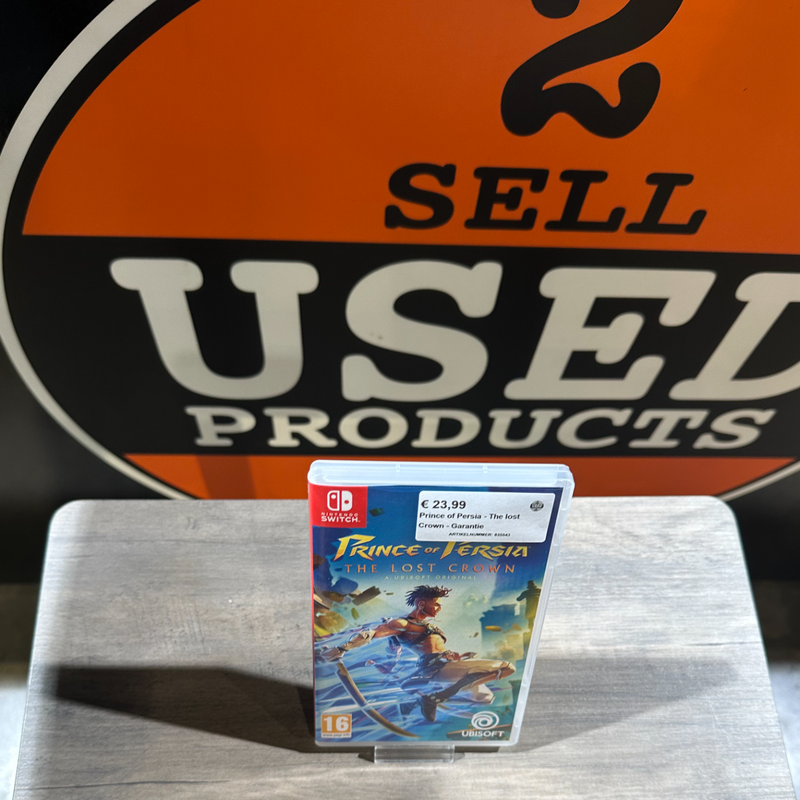 2
SELL
USED
PRODUCTS
NINTENDO
SWITCH.
€ 23,99
Prince of Persia - The lost
Crown - Garantie
ARTIKELNUMMER:
PRINCE OF PERSIA
THE LOST CROWN
A UBISOFT ORIGINAL
16
UBISOFT